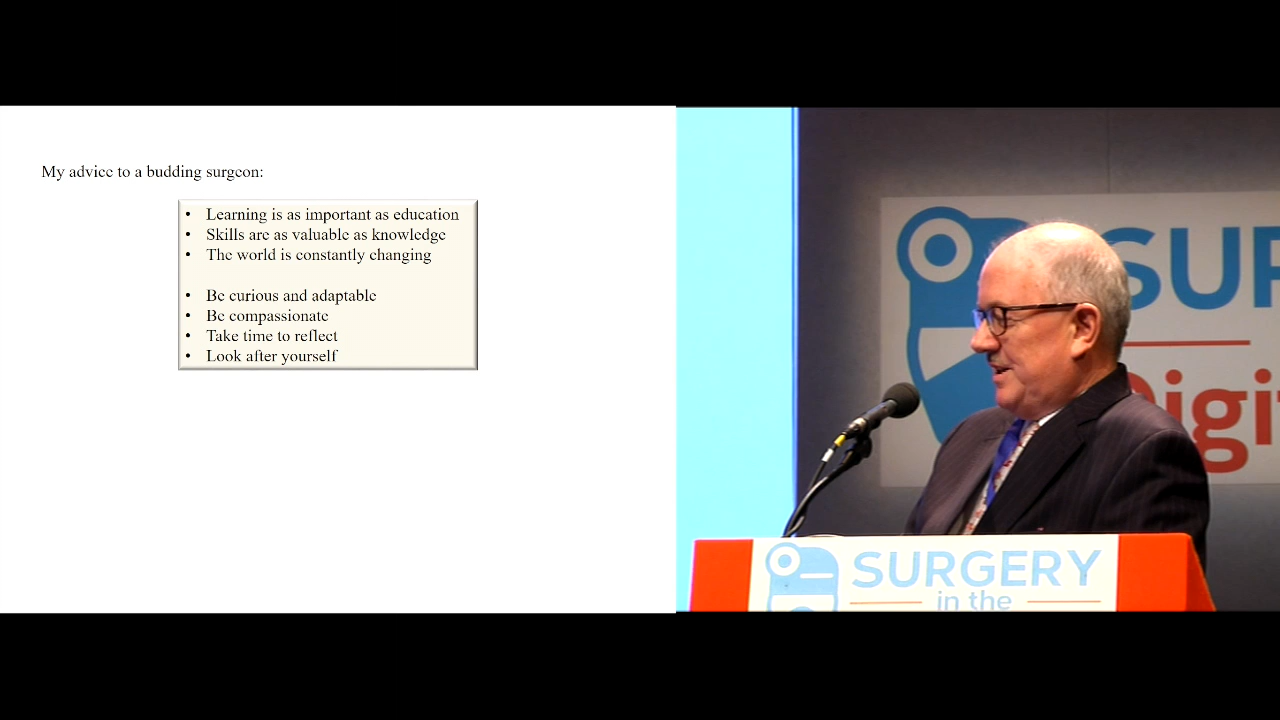 My advice to a budding surgeon:
• Learning is as important as education
• Skills are as valuable as knowledge
• The world is constantly changing
• Be curious and adaptable
• Be compassionate
• Take time to reflect
• Look after yourself
SUR
Digi
SURGERY
in the